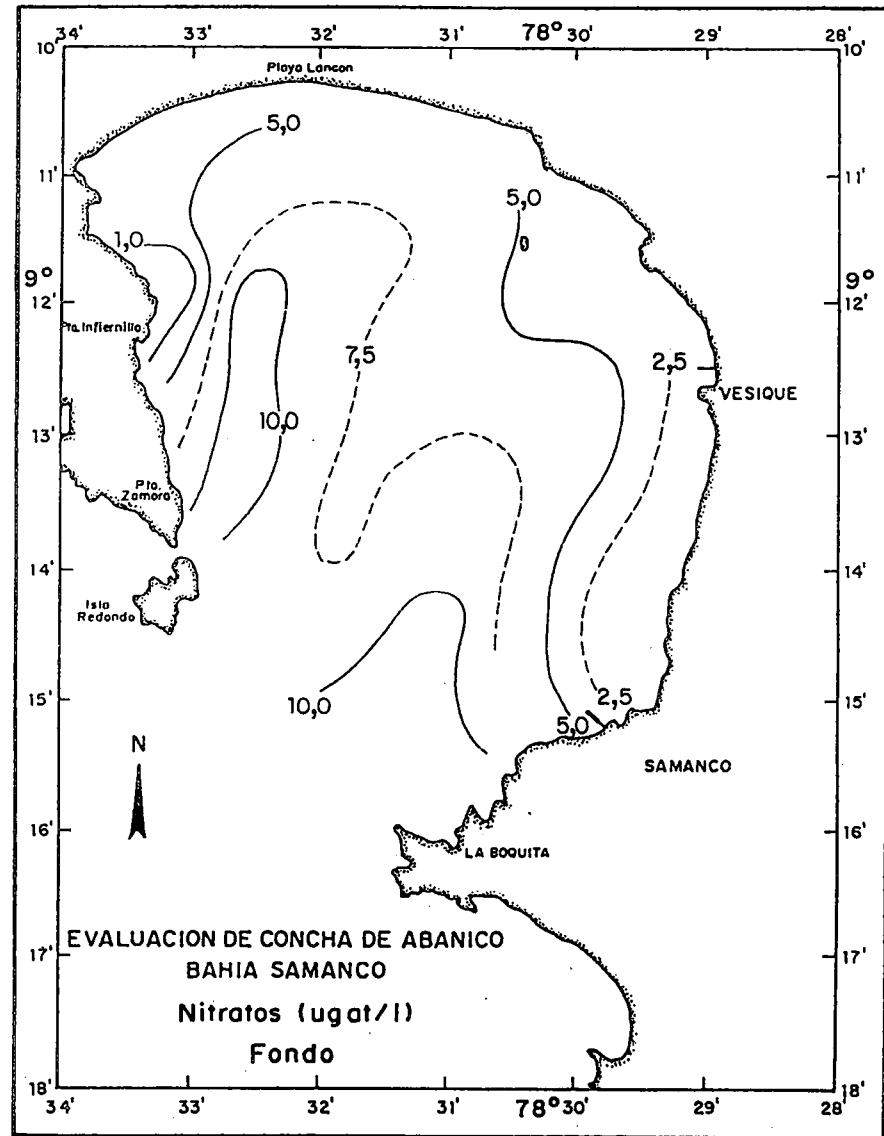 34' 33' 32' 31' 78° 30' 29' 28'
10' 10'
Playa Lancon
5,0
11' 5,0 11'
1,0
9° 9°
12' 12'
Pta. Infiernillo
7,5 2,5
VESIQUE
10,0
13' 13'
Pta.
Zamora
14' 14'
Isla
Redondo
10,0 2,5
15' 5,0 15'
N SAMANCO
16' 16'
LA BOQUITA
EVALUACION DE CONCHA DE ABANICO
17' 17'
BAHIA SAMANCO
Nitratos (ugat/l)
Fondo
18' 18'
34' 33' 32' 31' 78° 30' 29' 28'